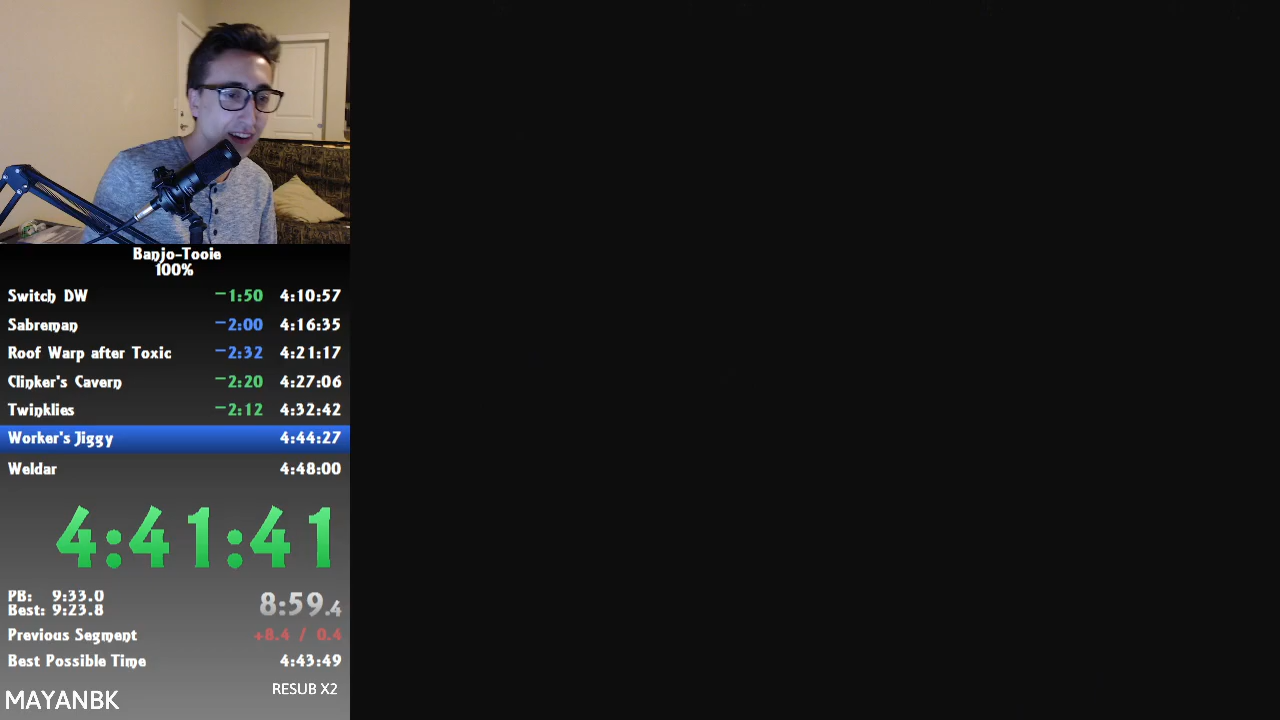 Banjo-Tooie
100%
Switch DW −1:50 4:10:57
Sabreman −2:00 4:16:35
Roof Warp after Toxic −2:32 4:21:17
Clinker's Cavern −2:20 4:27:06
Twinklies −2:12 4:32:42
Worker's Jiggy 4:44:27
Weldar 4:48:00
4:41:41
PB: 9:33.0
Best: 9:23.8
8:59.4
Previous Segment +8.4 / 0.4
Best Possible Time 4:43:49
MAYANBK
RESUB X2